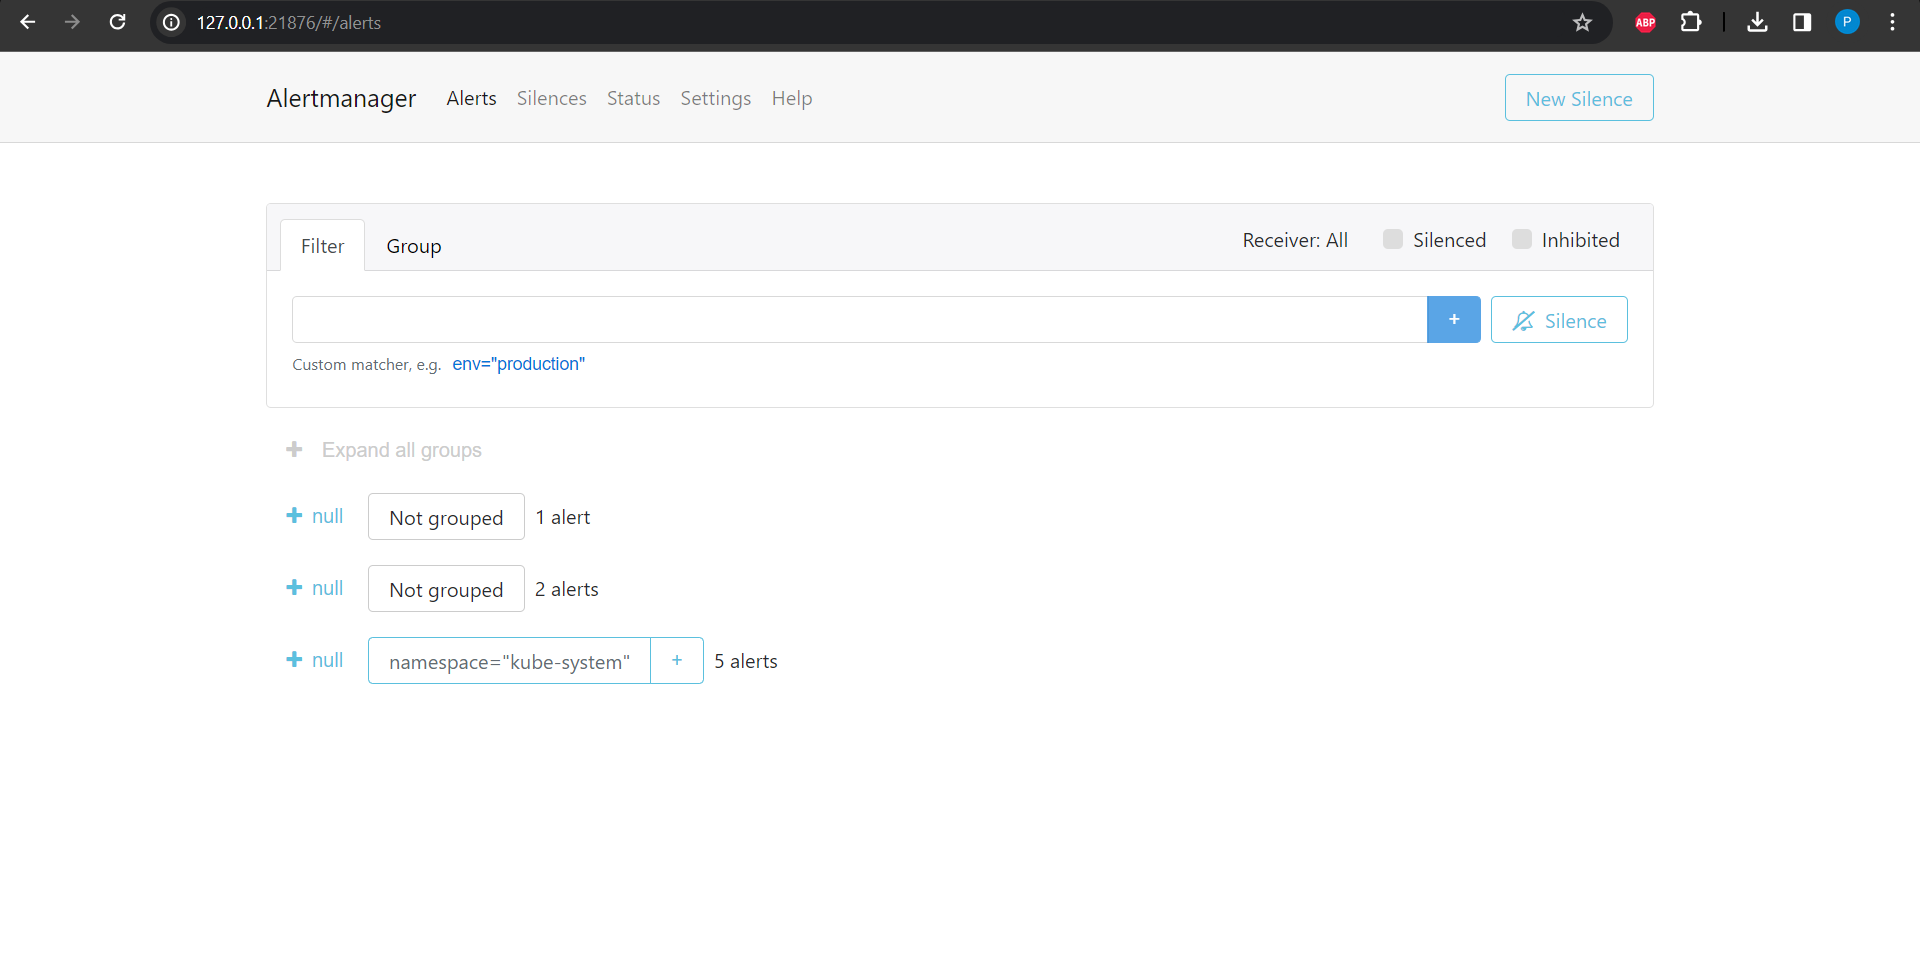 127.0.0.1:21876/#/alerts
ABP
P
Alertmanager Alerts Silences Status Settings Help New Silence
Filter Group Receiver: All Silenced Inhibited
+ Silence
Custom matcher, e.g. env="production"
+ Expand all groups
+ null Not grouped 1 alert
+ null Not grouped 2 alerts
+ null namespace="kube-system" + 5 alerts